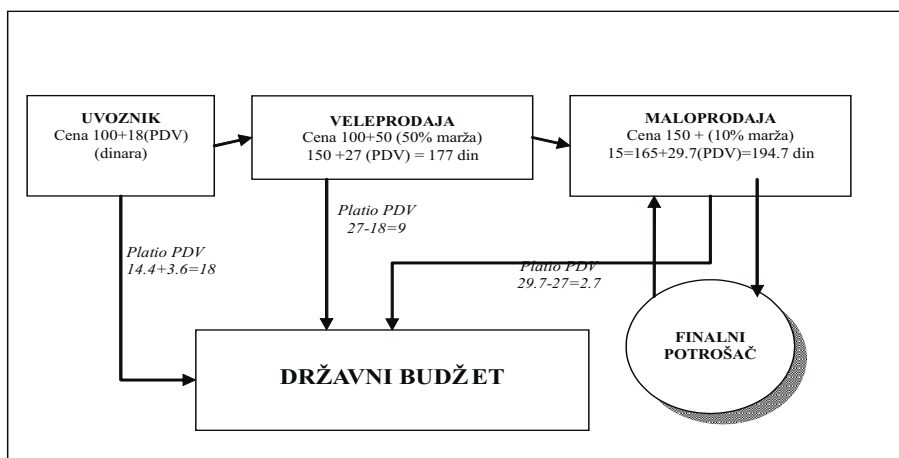 UVOZNIK
Cena 100+18(PDV)
(dinara)
VELEPRODAJA
Cena 100+50 (50% marža)
150 +27 (PDV) = 177 din
MALOPRODAJA
Cena 150 + (10% marža)
15=165+29.7(PDV)=194.7 din
Platio PDV
27-18=9
Platio PDV
14.4+3.6=18
Platio PDV
29.7-27=2.7
FINALNI
POTROŠAČ
DRŽAVNI BUDŽET